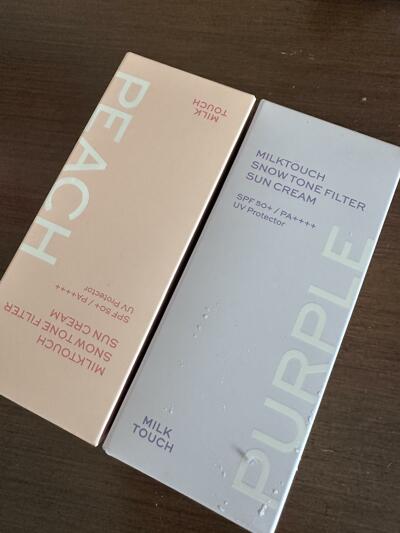 MILK
TOUCH
PEACH
MILKTOUCH
SNOW TONE FILTER
SUN CREAM
SPF 50+ / PA++++
UV Protector
MILKTOUCH
SNOW TONE FILTER
SUN CREAM
SPF 50+ / PA++++
UV Protector
PURPLE
MILK
TOUCH